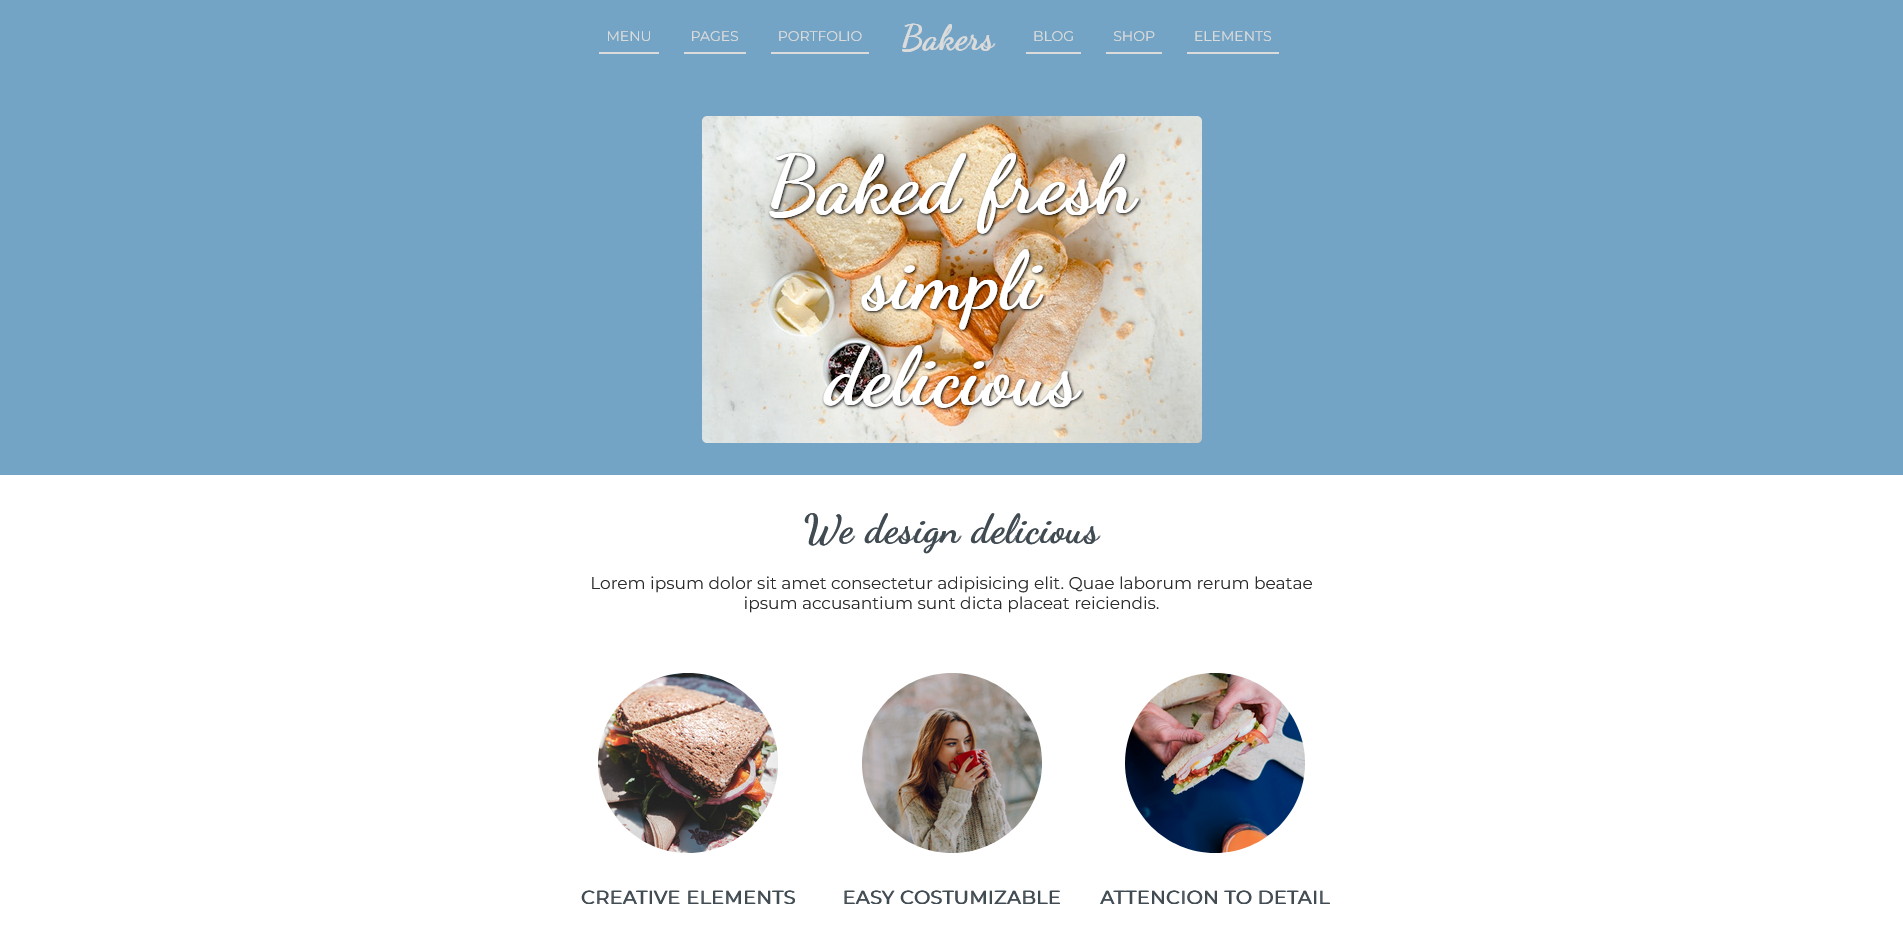 MENU PAGES PORTFOLIO Bakers BLOG SHOP ELEMENTS
Baked fresh
simpli
delicious
We design delicious
Lorem ipsum dolor sit amet consectetur adipisicing elit. Quae laborum rerum beatae
ipsum accusantium sunt dicta placeat reiciendis.
CREATIVE ELEMENTS EASY COSTUMIZABLE ATTENCION TO DETAIL